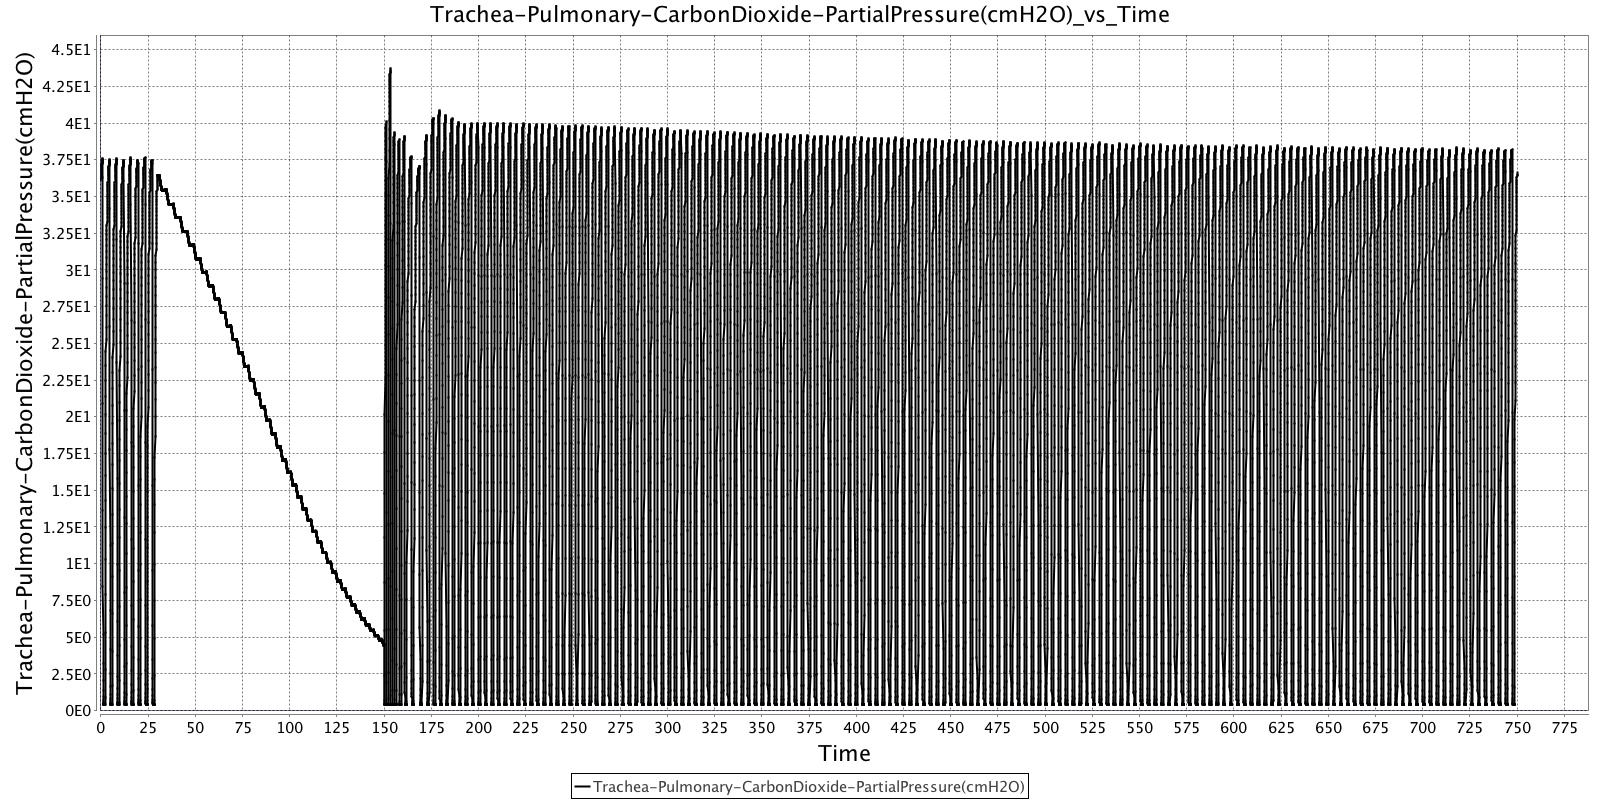 Trachea-Pulmonary-CarbonDioxide-PartialPressure(cmH2O)_vs_Time
Trachea-Pulmonary-CarbonDioxide-PartialPressure(cmH2O)
4.5E1
4.25E1
4E1
3.75E1
3.5E1
3.25E1
3E1
2.75E1
2.5E1
2.25E1
2E1
1.75E1
1.5E1
1.25E1
1E1
7.5E0
5E0
2.5E0
0E0
0 25 50 75 100 125 150 175 200 225 250 275 300 325 350 375 400 425 450 475 500 525 550 575 600 625 650 675 700 725 750 775
Time
Trachea-Pulmonary-CarbonDioxide-PartialPressure(cmH2O)